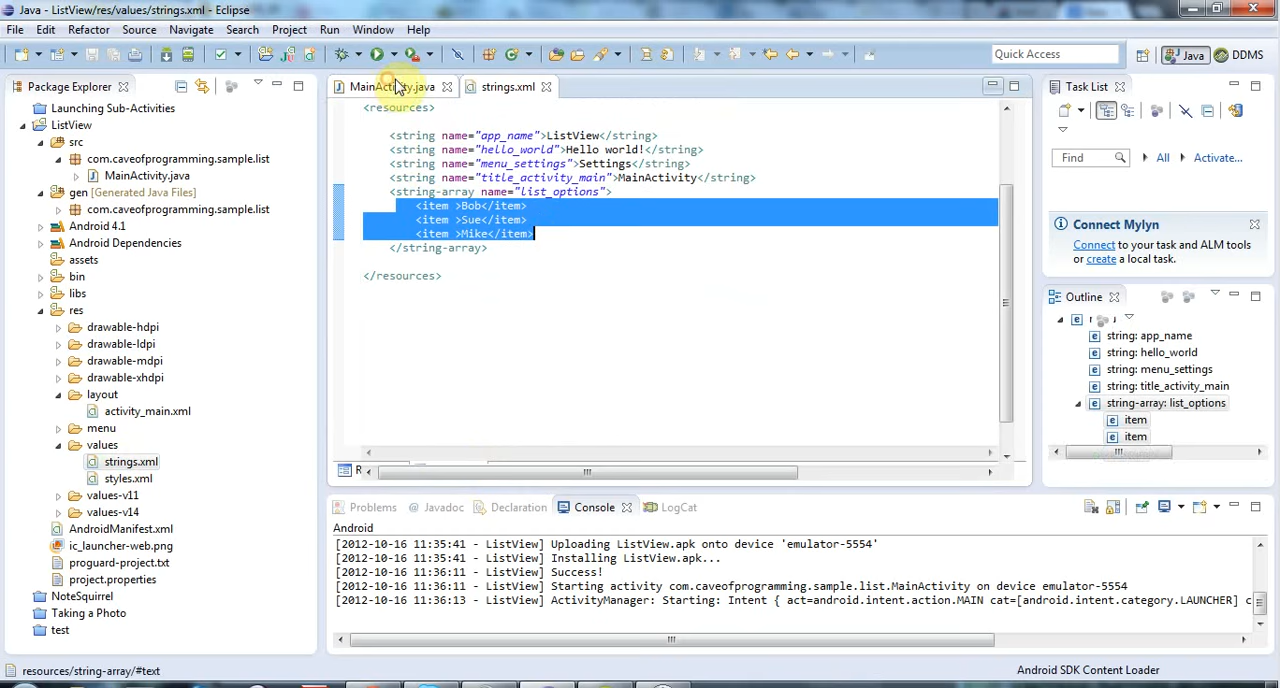 Java - ListView/res/values/strings.xml - Eclipse
File Edit Refactor Source Navigate Search Project Run Window Help
Quick Access Java DDMS
Package Explorer
Launching Sub-Activities
ListView
src
com.caveofprogramming.sample.list
MainActivity.java
gen [Generated Java Files]
com.caveofprogramming.sample.list
Android 4.1
Android Dependencies
assets
bin
libs
res
drawable-hdpi
drawable-ldpi
drawable-mdpi
drawable-xhdpi
layout
activity_main.xml
menu
values
strings.xml
styles.xml
values-v11
values-v14
AndroidManifest.xml
ic_launcher-web.png
proguard-project.txt
project.properties
NoteSquirrel
Taking a Photo
test
MainActivity.java strings.xml
<resources>
<string name="app_name">ListView</string>
<string name="hello_world">Hello world!</string>
<string name="menu_settings">Settings</string>
<string name="title_activity_main">MainActivity</string>
<string-array name="list_options">
<item >Bob</item>
<item >Sue</item>
<item >Mike</item>
</string-array>
</resources>
R
Task List
Find All Activate...
Connect Mylyn
Connect to your task and ALM tools
or create a local task.
Outline
string: app_name
string: hello_world
string: menu_settings
string: title_activity_main
string-array: list_options
item
item
Problems @ Javadoc Declaration Console LogCat
Android
[2012-10-16 11:35:41 - ListView] Uploading ListView.apk onto device 'emulator-5554'
[2012-10-16 11:35:41 - ListView] Installing ListView.apk...
[2012-10-16 11:36:11 - ListView] Success!
[2012-10-16 11:36:11 - ListView] Starting activity com.caveofprogramming.sample.list.MainActivity on device emulator-5554
[2012-10-16 11:36:13 - ListView] ActivityManager: Starting: Intent { act=android.intent.action.MAIN cat=[android.intent.category.LAUNCHER] c
resources/string-array/#text
Android SDK Content Loader